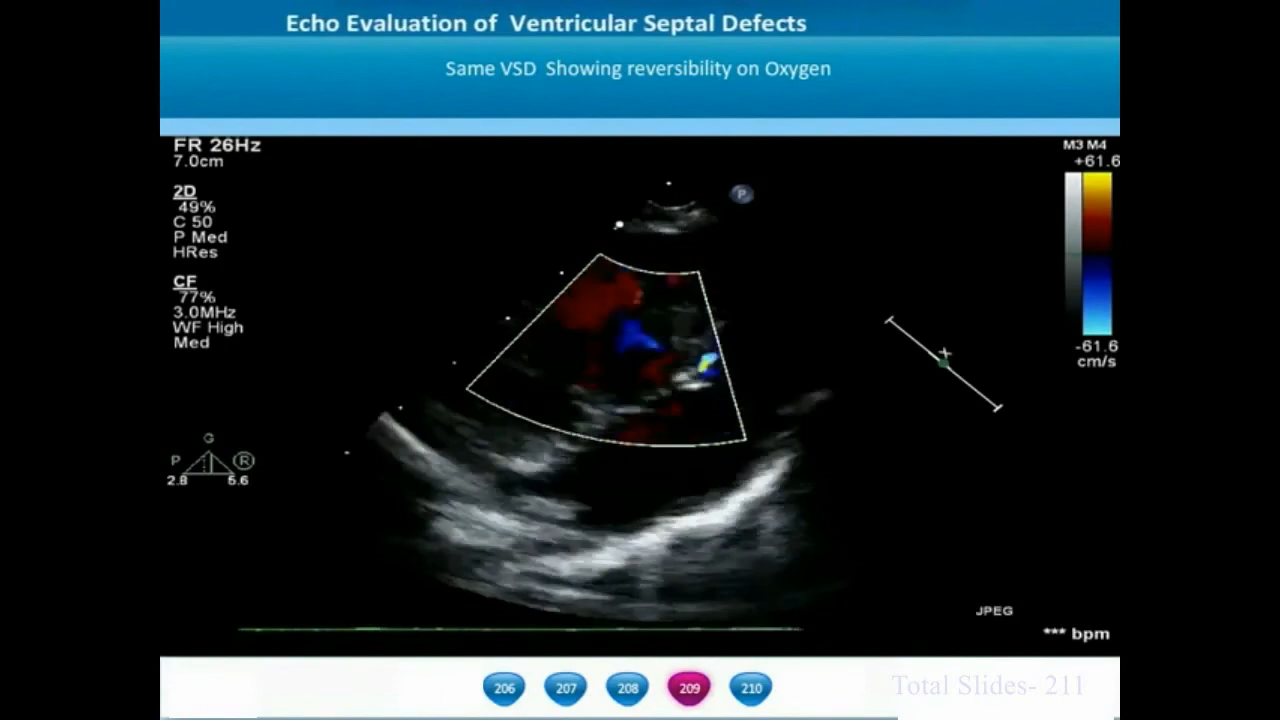 Echo Evaluation of Ventricular Septal Defects
Same VSD Showing reversibility on Oxygen
FR 26Hz
7.0cm
2D
49%
C 50
P Med
HRes
CF
77%
3.0MHz
WF High
Med
M3 M4
+61.6
-61.6
cm/s
P
G
P R
2.8 5.6
JPEG
*** bpm
206 207 208 209 210
Total Slides- 211